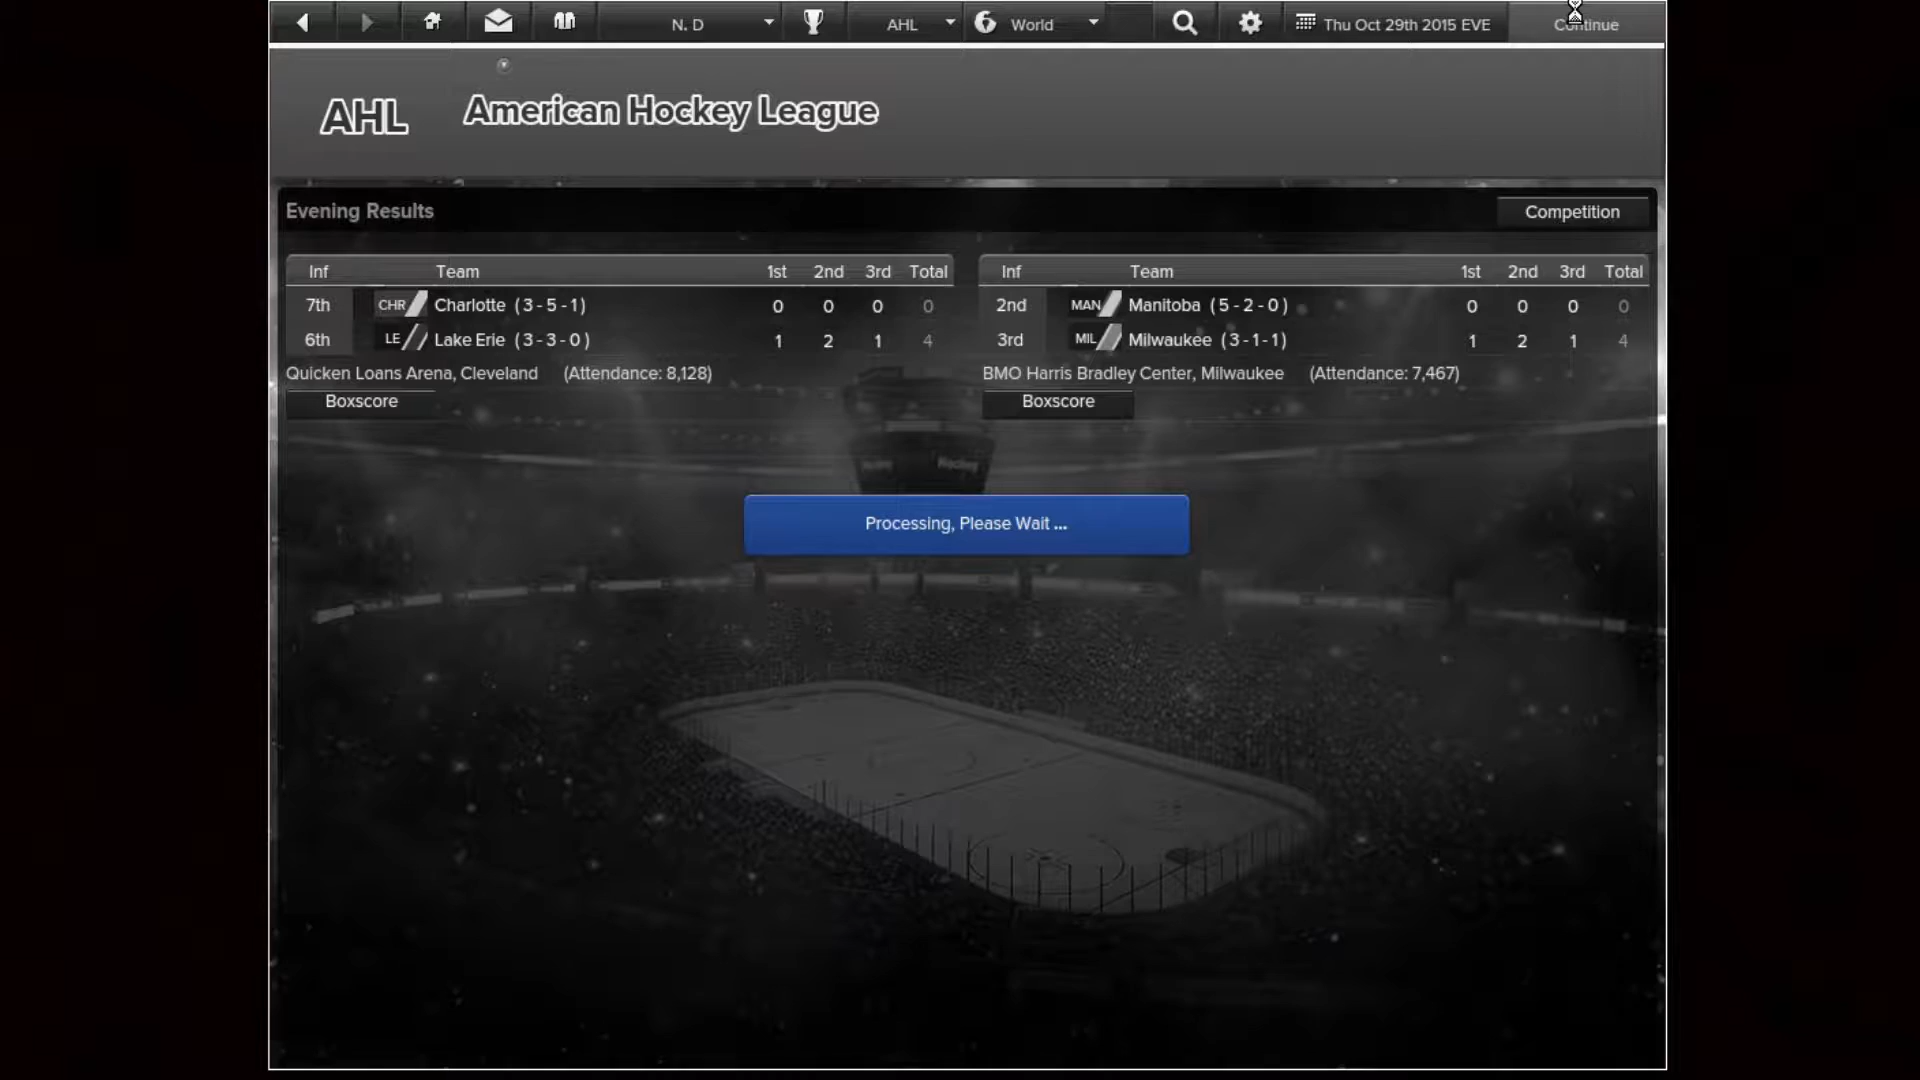 N. D AHL World Thu Oct 29th 2015 EVE Continue
AHL American Hockey League
Evening Results Competition
Inf Team 1st 2nd 3rd Total
7th CHR Charlotte ( 3 - 5 - 1 ) 0 0 0 0
6th LE Lake Erie ( 3 - 3 - 0 ) 1 2 1 4
Quicken Loans Arena, Cleveland (Attendance: 8,128)
Boxscore
Inf Team 1st 2nd 3rd Total
2nd MAN Manitoba ( 5 - 2 - 0 ) 0 0 0 0
3rd MIL Milwaukee ( 3 - 1 - 1 ) 1 2 1 4
BMO Harris Bradley Center, Milwaukee (Attendance: 7,467)
Boxscore
Hockey
Processing, Please Wait ...